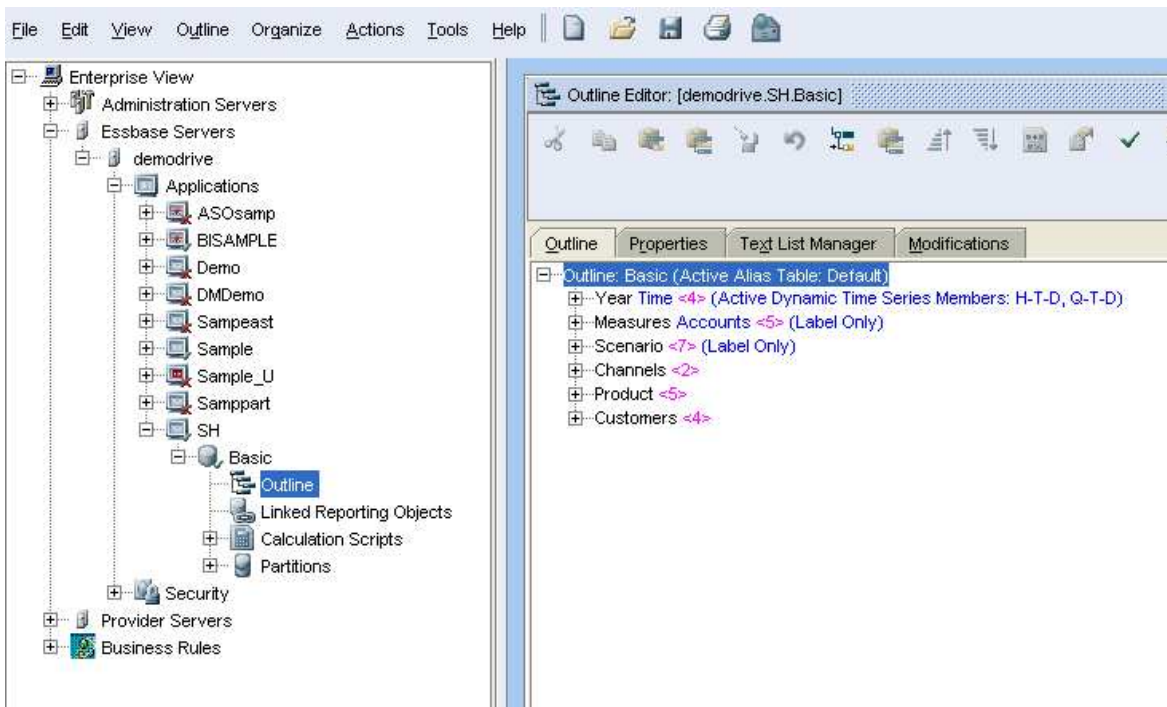 File Edit View Outline Organize Actions Tools Help
Enterprise View
Administration Servers
Essbase Servers
demodrive
Applications
ASOsamp
BISAMPLE
Demo
DMDemo
Sampeast
Sample
Sample_U
Samppart
SH
Basic
Outline
Linked Reporting Objects
Calculation Scripts
Partitions
Security
Provider Servers
Business Rules
Outline Editor: [demodrive.SH.Basic]
Outline Properties Text List Manager Modifications
Outline: Basic (Active Alias Table: Default)
Year Time <4> (Active Dynamic Time Series Members: H-T-D, Q-T-D)
Measures Accounts <5> (Label Only)
Scenario <7> (Label Only)
Channels <2>
Product <5>
Customers <4>